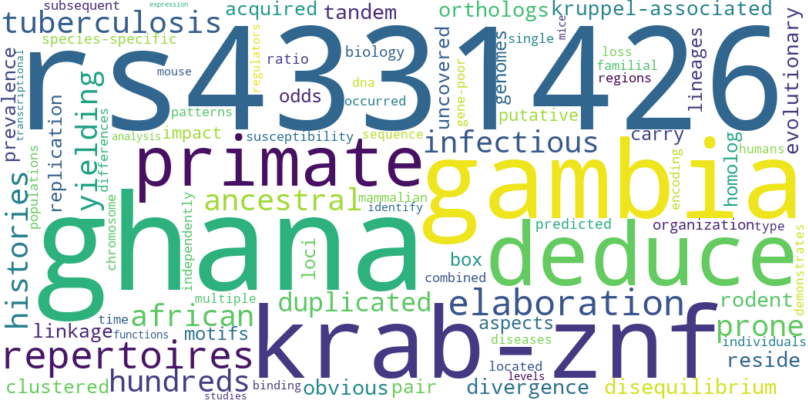 subsequent
expression
acquired
tandem
orthologs
kruppel-associated
tuberculosis
species-specific
rs4331426
regulators
ratio
biology
uncovered
genomes
single
mice
loss
familial
regions
lineages
evolutionary
prevalence
transcriptional
mouse
odds
dna
occurred
gene-poor
putative
replication
yielding
differences
patterns
analysis
impact
susceptibility
sequence
infectious
carry
homolog
humans
populations
primate
gambia
encoding
histories
chromosome
independently
ancestral
mammalian
identify
ghana
loci
predicted
organization
type
demonstrates
box
deduce
combined
multiple
duplicated
elaboration
rodent
african
time
linkage
functions
motifs
krab-znf
aspects
diseases
prone
individuals
repertoires
located
levels
reside
clustered
hundreds
binding
studies
obvious
pair
divergence
disequilibrium